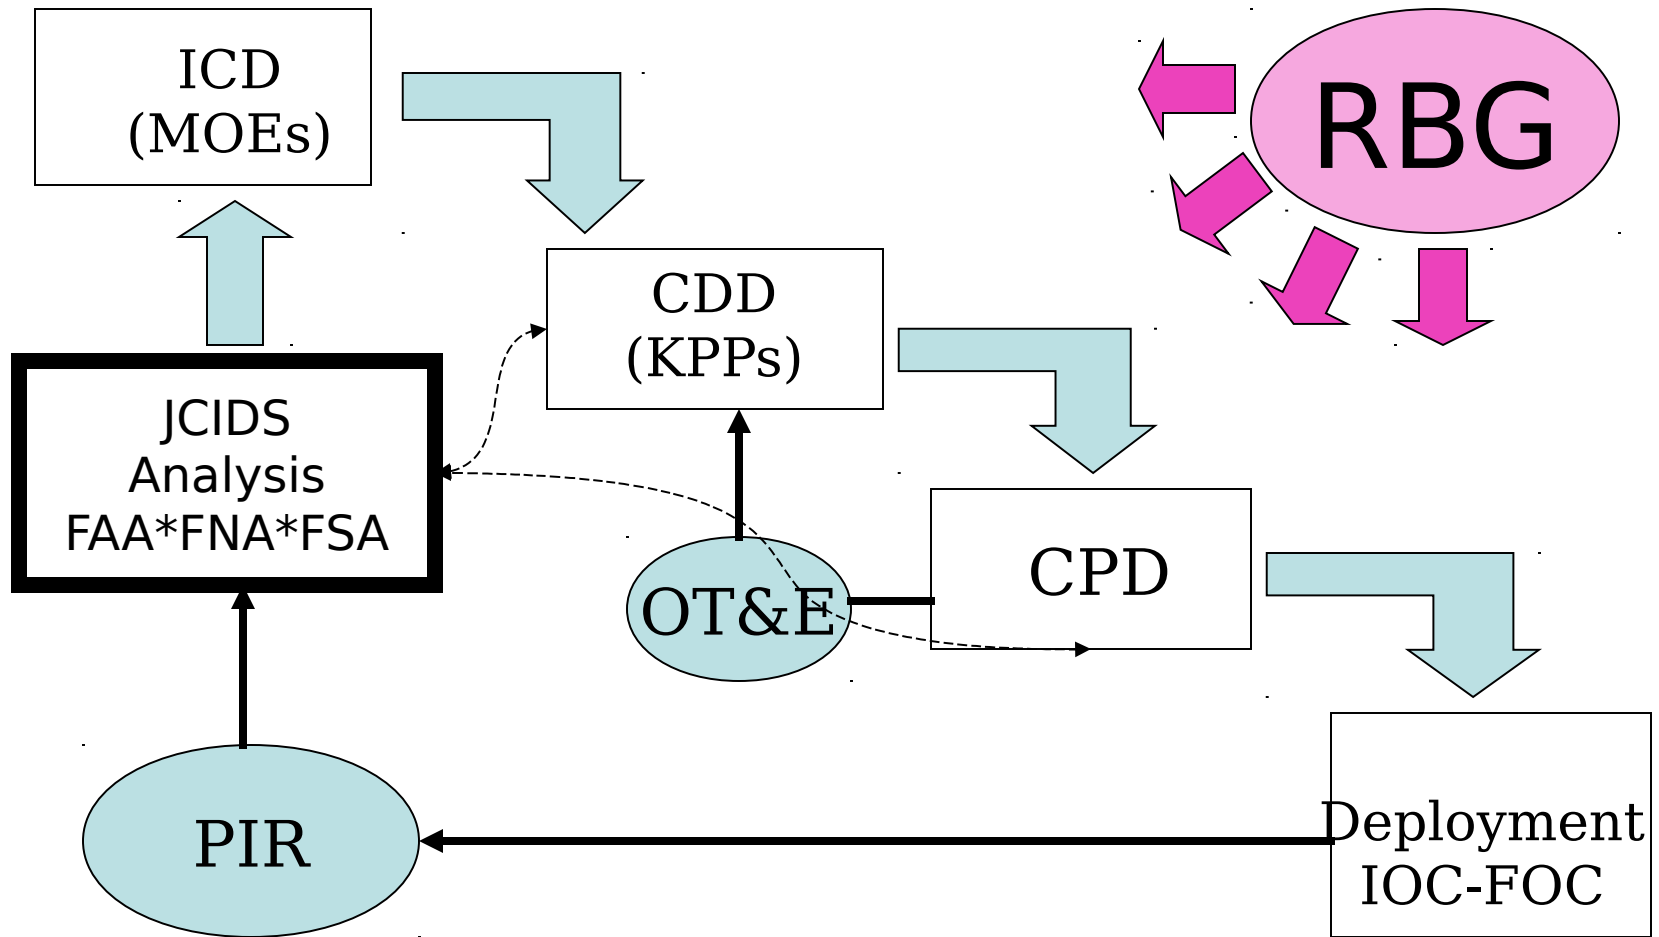 ICD
(MOEs)
RBG
CDD
(KPPs)
JCIDS
Analysis
FAA*FNA*FSA
CPD
OT&E
PIR
Deployment
IOC-FOC